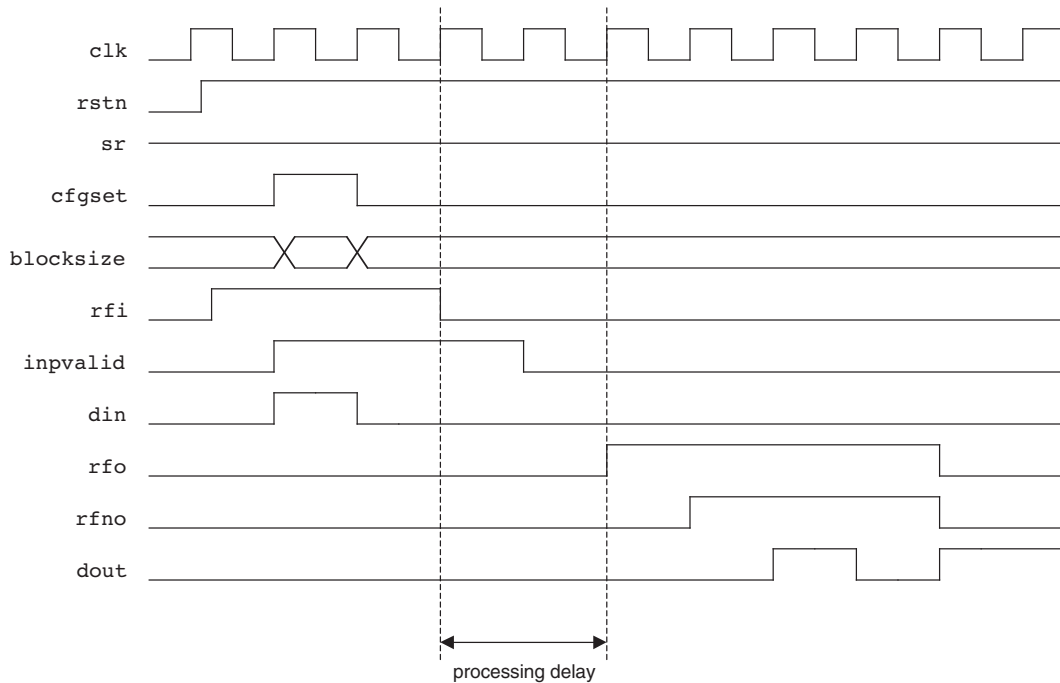 clk
rstn
sr
cfgset
blocksize
rfi
inpvalid
din
rfo
rfno
dout
processing delay